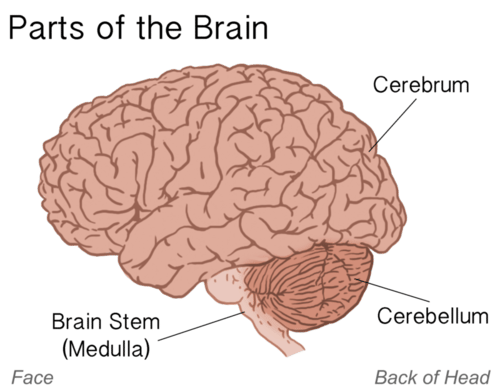 Parts of the Brain
Cerebrum
Cerebellum
Brain Stem
(Medulla)
Face
Back of Head